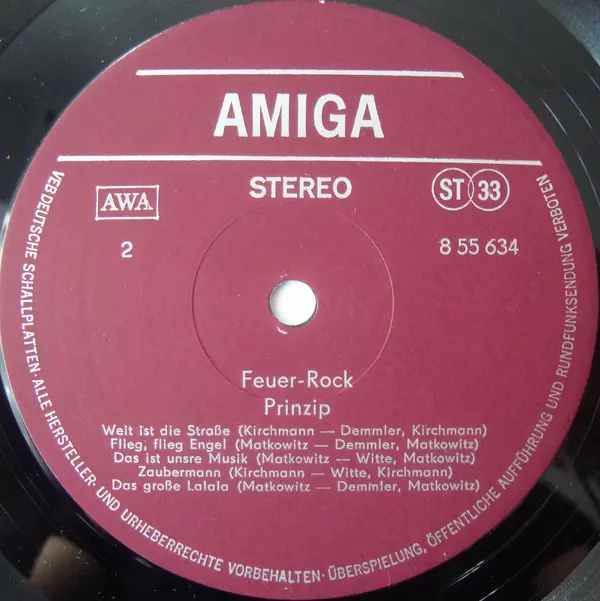 AMIGA
AWA
STEREO
ST 33
2
8 55 634
Feuer-Rock
Prinzip
Weit ist die Straße (Kirchmann — Demmler, Kirchmann)
Flieg, flieg Engel (Matkowitz — Demmler, Matkowitz)
Das ist unsre Musik (Matkowitz — Witte, Matkowitz)
Zaubermann (Kirchmann — Witte, Kirchmann)
Das große Lalala (Matkowitz — Demmler, Matkowitz)
VEB DEUTSCHE SCHALLPLATTEN · ALLE HERSTELLER- UND URHEBERRECHTE VORBEHALTEN · ÜBERSPIELUNG, ÖFFENTLICHE AUFFÜHRUNG UND RUNDFUNKSENDUNG VERBOTEN